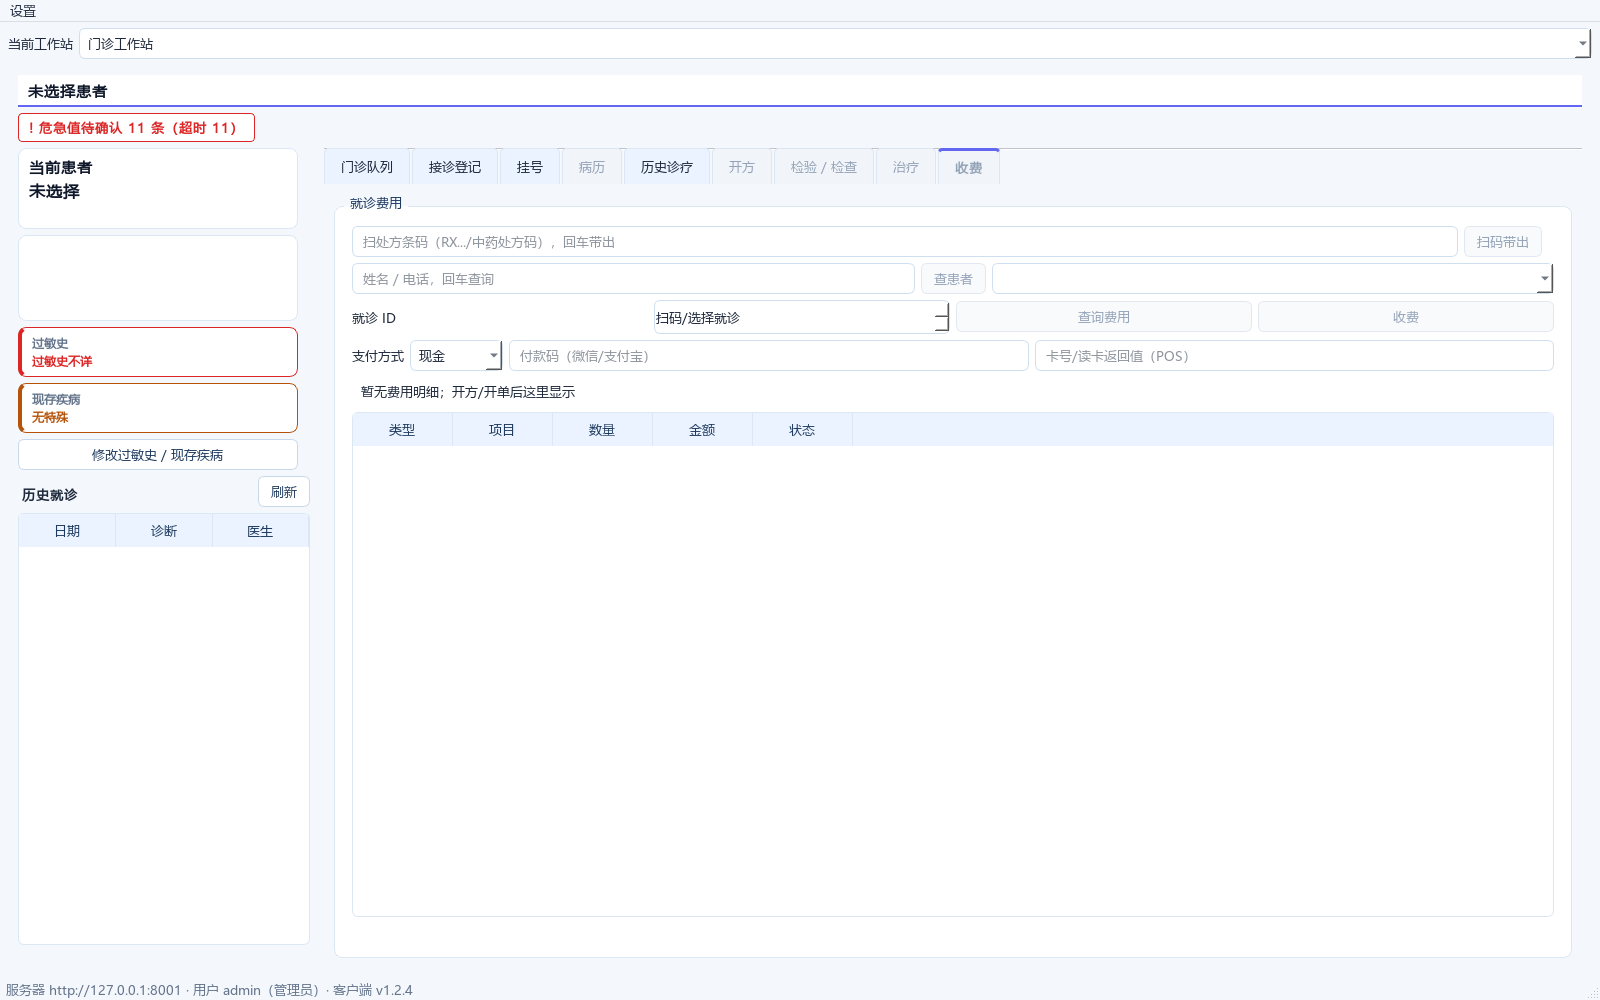 设置
当前工作站 门诊工作站
未选择患者
! 危急值待确认 11 条（超时 11）
当前患者
未选择
过敏史
过敏史不详
现存疾病
无特殊
修改过敏史 / 现存疾病
历史就诊 刷新
日期 诊断 医生
门诊队列 接诊登记 挂号 病历 历史诊疗 开方 检验 / 检查 治疗 收费
就诊费用
扫处方条码（RX.../中药处方码），回车带出 扫码带出
姓名 / 电话，回车查询 查患者
就诊 ID 扫码/选择就诊 查询费用 收费
支付方式 现金 付款码（微信/支付宝） 卡号/读卡返回值（POS）
暂无费用明细；开方/开单后这里显示
类型 项目 数量 金额 状态
服务器 http://127.0.0.1:8001 · 用户 admin（管理员）· 客户端 v1.2.4